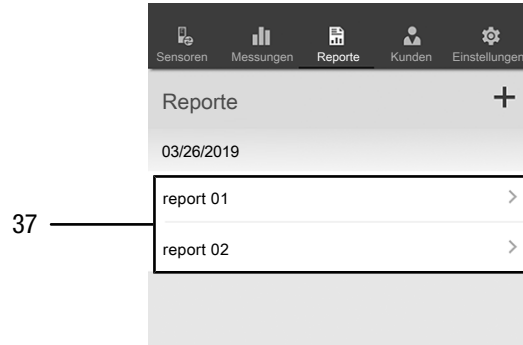 Sensoren Messungen Reporte Kunden Einstellungen
Reporte +
03/26/2019
report 01
37
report 02